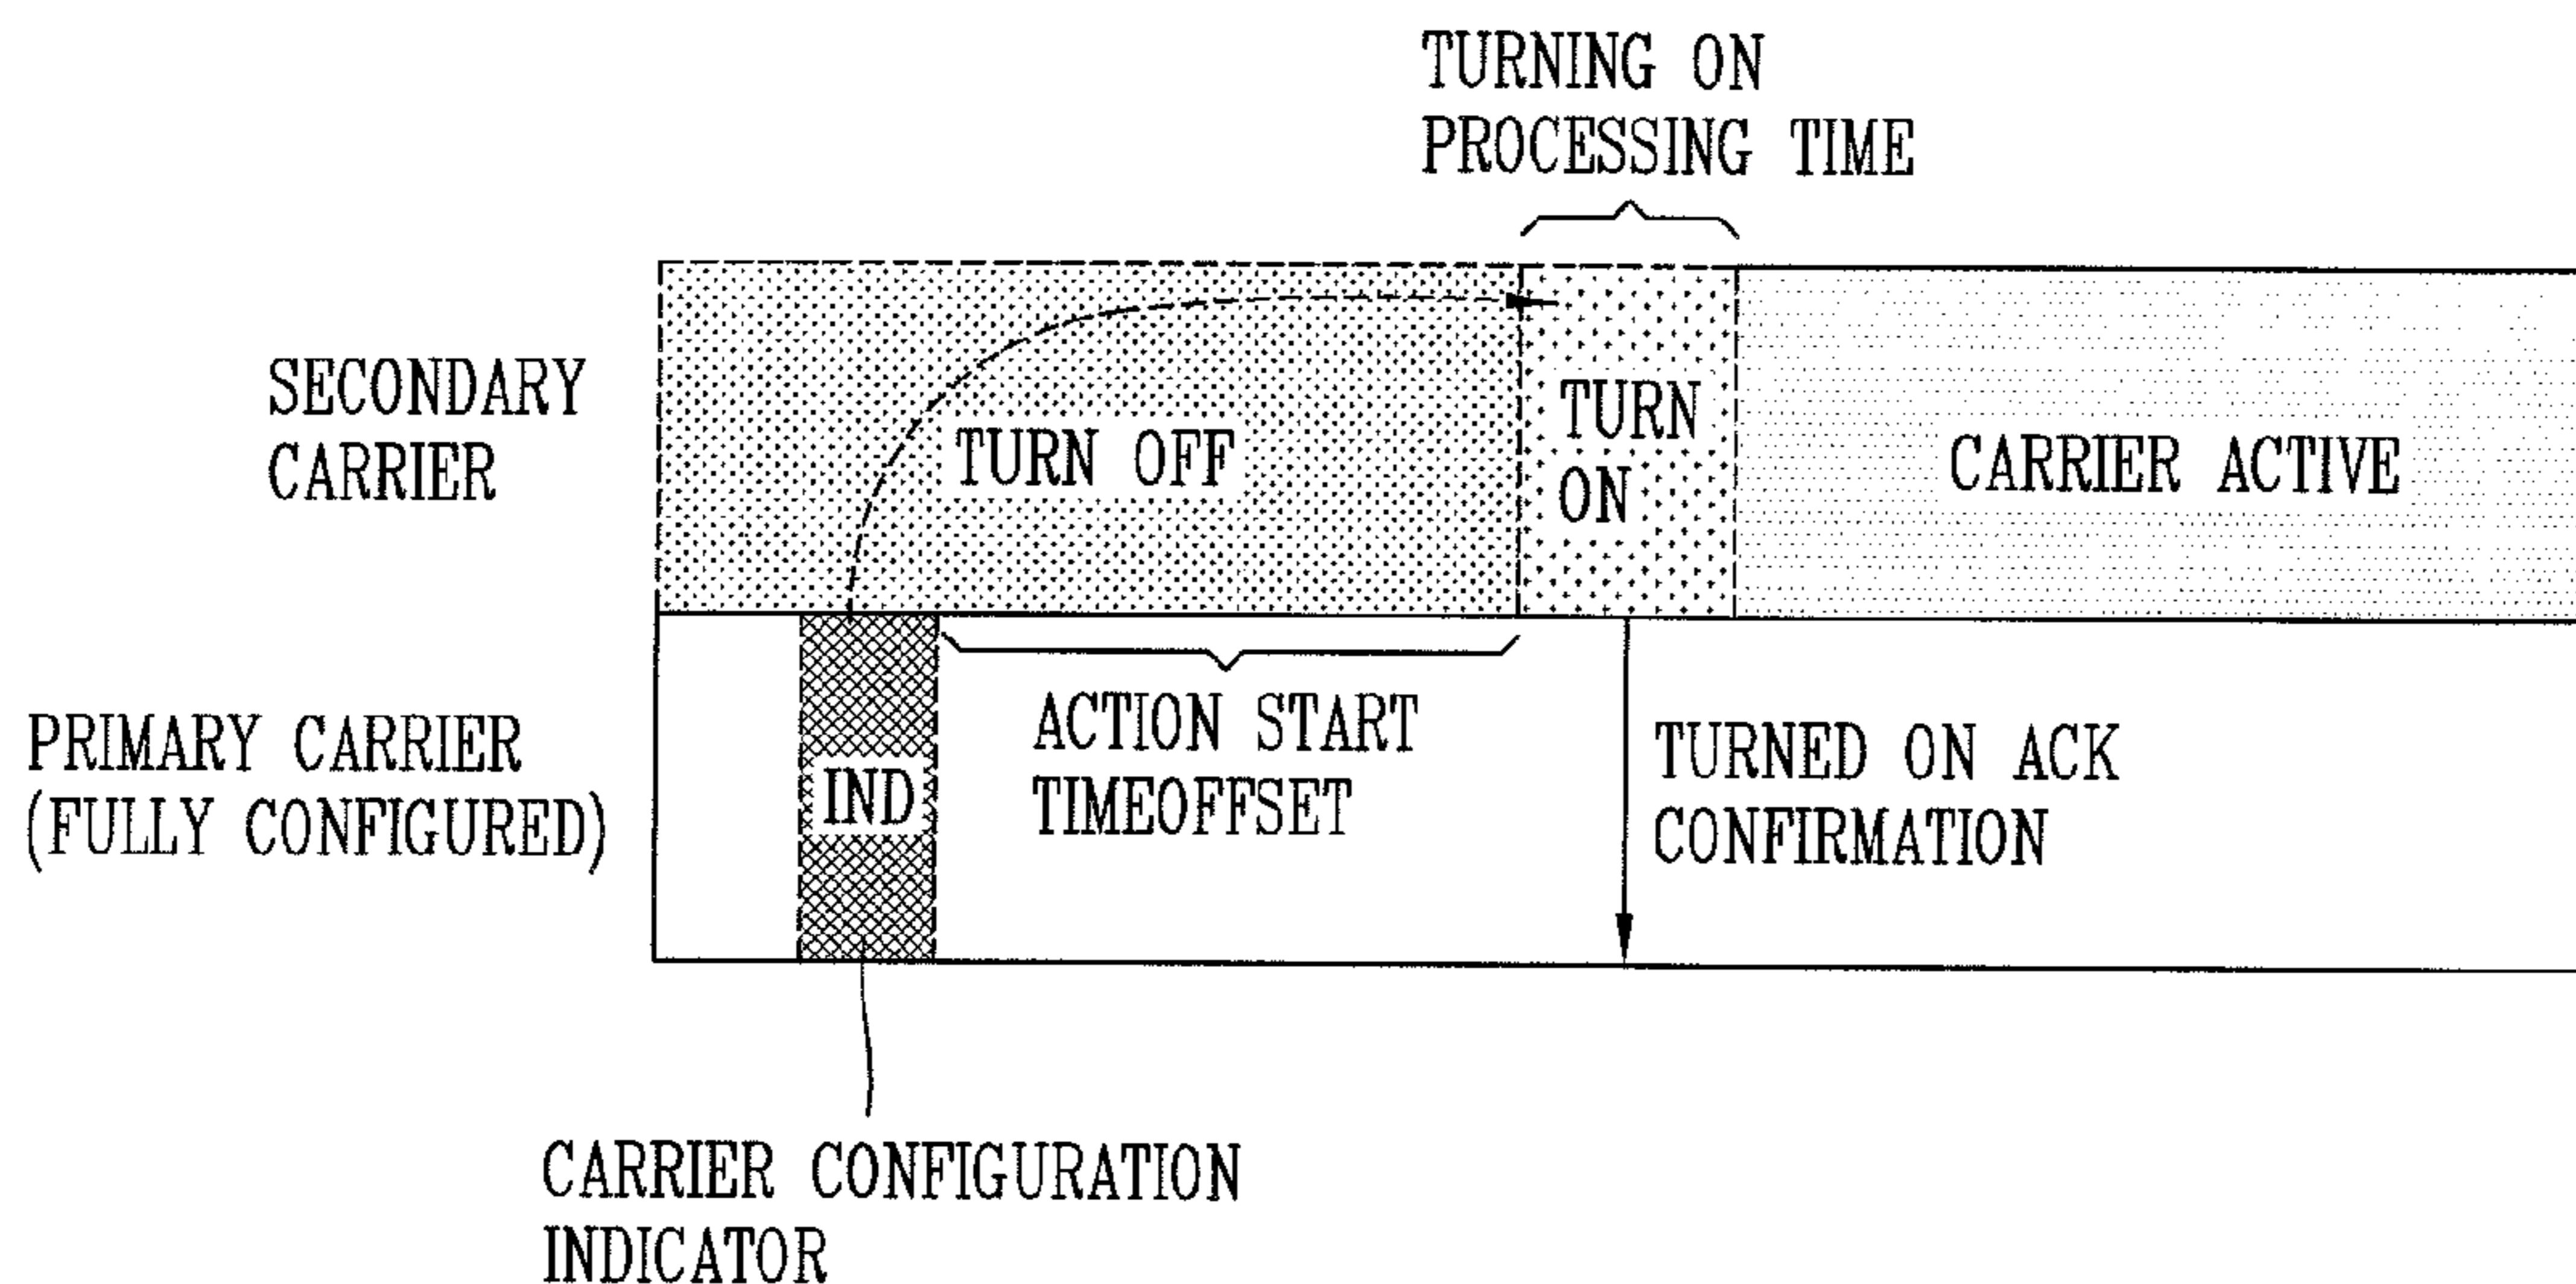 TURNING ON
PROCESSING TIME
SECONDARY
CARRIER
TURN OFF
TURN
ON
CARRIER ACTIVE
PRIMARY CARRIER
(FULLY CONFIGURED)
IND
ACTION START
TIMEOFFSET
TURNED ON ACK
CONFIRMATION
CARRIER CONFIGURATION
INDICATOR